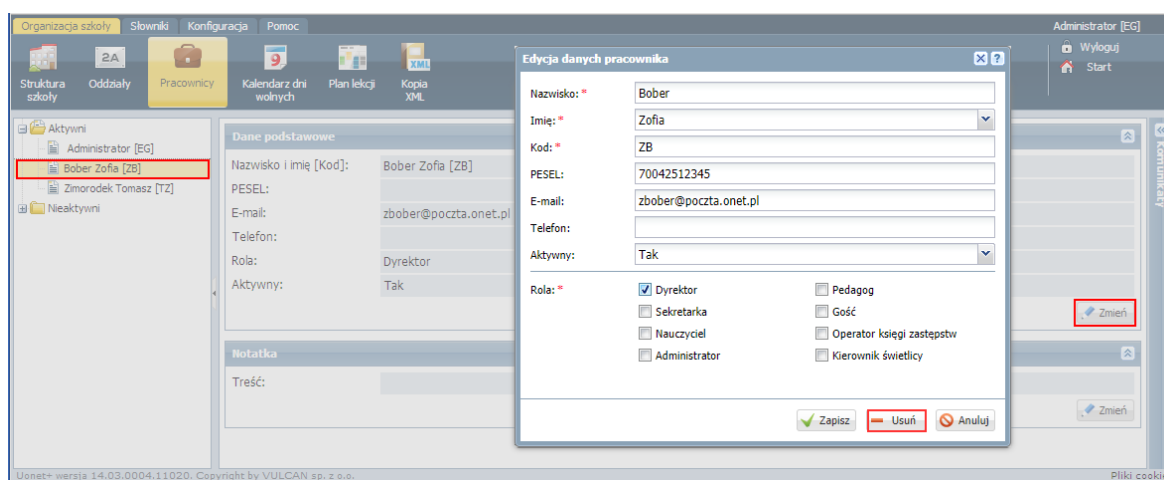 Organizacja szkoły Słowniki Konfiguracja Pomoc Administrator [EG]
Wyloguj
Start
2A 9 XML
Struktura szkoły Oddziały Pracownicy Kalendarz dni wolnych Plan lekcji Kopia XML
Aktywni
Administrator [EG]
Bober Zofia [ZB]
Zimorodek Tomasz [TZ]
Nieaktywni
Dane podstawowe
Nazwisko i imię [Kod]: Bober Zofia [ZB]
PESEL:
E-mail: zbober@poczta.onet.pl
Telefon:
Rola: Dyrektor
Aktywny: Tak
Zmień
Notatka
Treść:
Zmień
Komunikaty
Edycja danych pracownika
Nazwisko: * Bober
Imię: * Zofia
Kod: * ZB
PESEL: 70042512345
E-mail: zbober@poczta.onet.pl
Telefon:
Aktywny: Tak
Rola: * Dyrektor Pedagog
Sekretarka Gość
Nauczyciel Operator księgi zastępstw
Administrator Kierownik świetlicy
Zapisz Usuń Anuluj
Uonet+ wersja 14.03.0004.11020. Copyright by VULCAN sp. z o.o. Pliki cookie